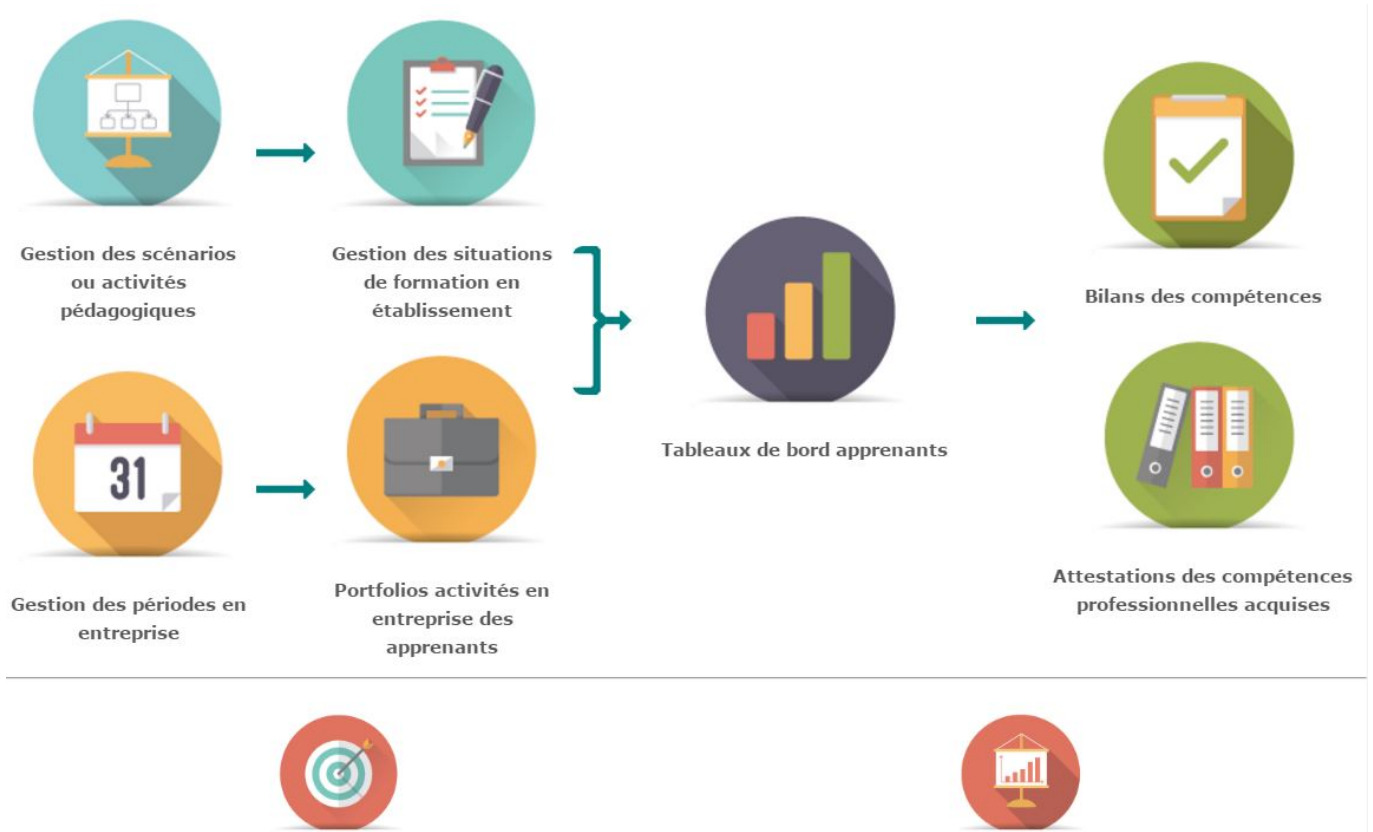 Gestion des scénarios
ou activités
pédagogiques
Gestion des situations
de formation en
établissement
31
Gestion des périodes en
entreprise
Portfolios activités en
entreprise des
apprenants
Tableaux de bord apprenants
Bilans des compétences
Attestations des compétences
professionnelles acquises